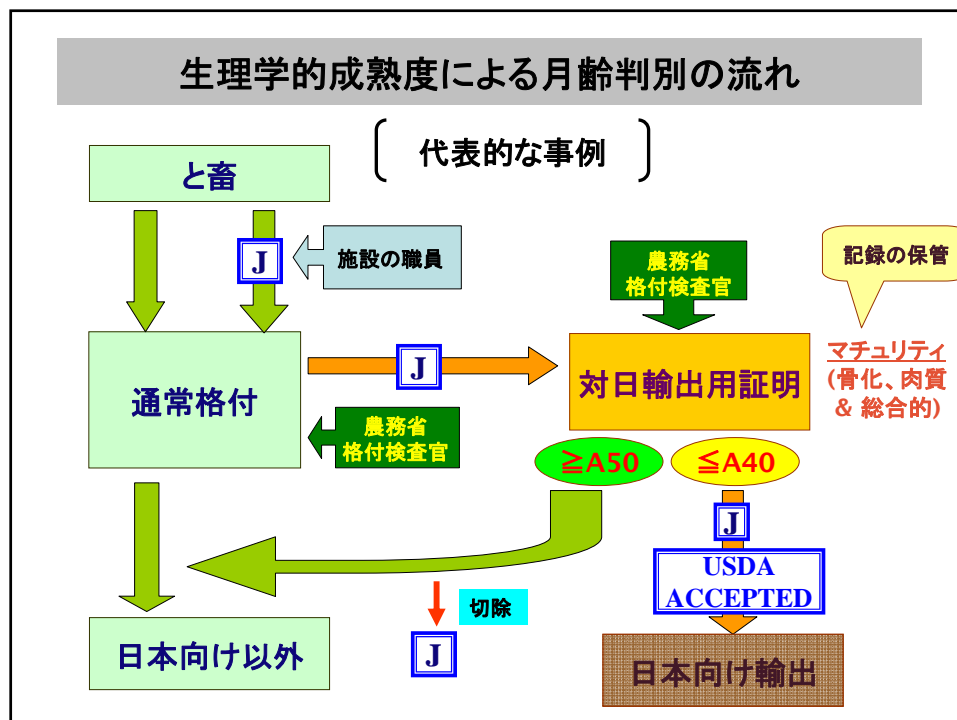 生理学的成熟度による月齢判別の流れ
代表的な事例
と畜
J
施設の職員
農務省
格付検査官
記録の保管
通常格付
J
対日輸出用証明
マチュリティ
(骨化、肉質
& 総合的)
農務省
格付検査官
≧A50
≦A40
J
USDA
ACCEPTED
切除
日本向け以外
J
日本向け輸出